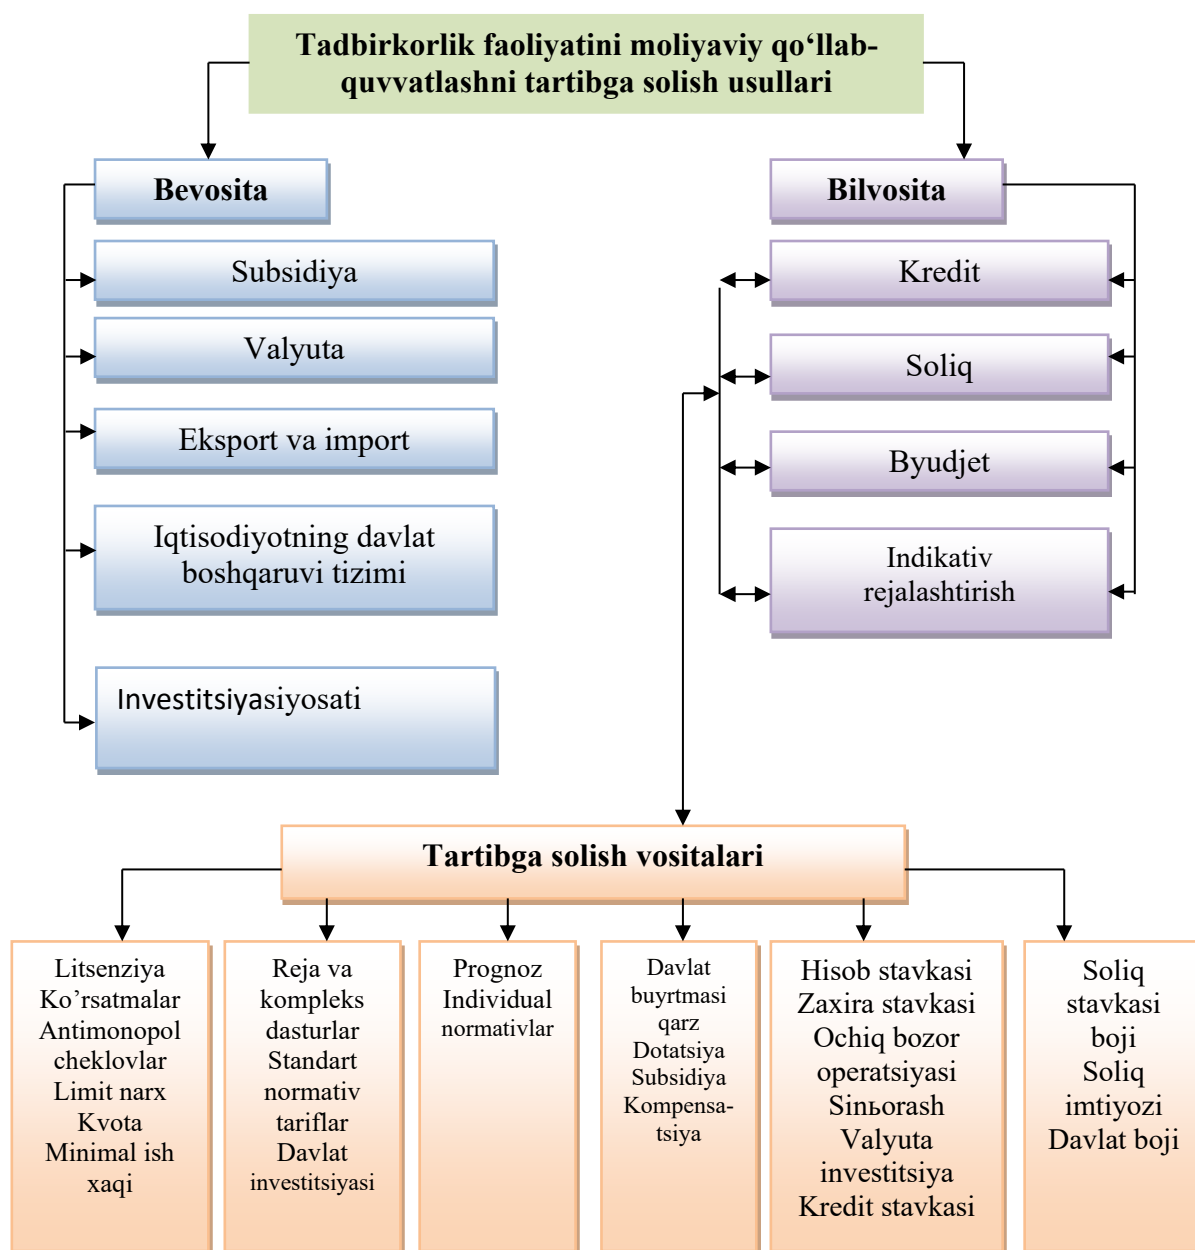 Tadbirkorlik faoliyatini moliyaviy qo‘llab-
quvvatlashni tartibga solish usullari
Bevosita
Subsidiya
Valyuta
Eksport va import
Iqtisodiyotning davlat
boshqaruvi tizimi
Investitsiyasiyosati
Bilvosita
Kredit
Soliq
Byudjet
Indikativ
rejalashtirish
Tartibga solish vositalari
Litsenziya
Ko’rsatmalar
Antimonopol
cheklovlar
Limit narx
Kvota
Minimal ish
xaqi
Reja va
kompleks
dasturlar
Standart
normativ
tariflar
Davlat
investitsiyasi
Prognoz
Individual
normativlar
Davlat
buyrtmasi
qarz
Dotatsiya
Subsidiya
Kompensa-
tsiya
Hisob stavkasi
Zaxira stavkasi
Ochiq bozor
operatsiyasi
Sinьorash
Valyuta
investitsiya
Kredit stavkasi
Soliq
stavkasi
boji
Soliq
imtiyozi
Davlat boji